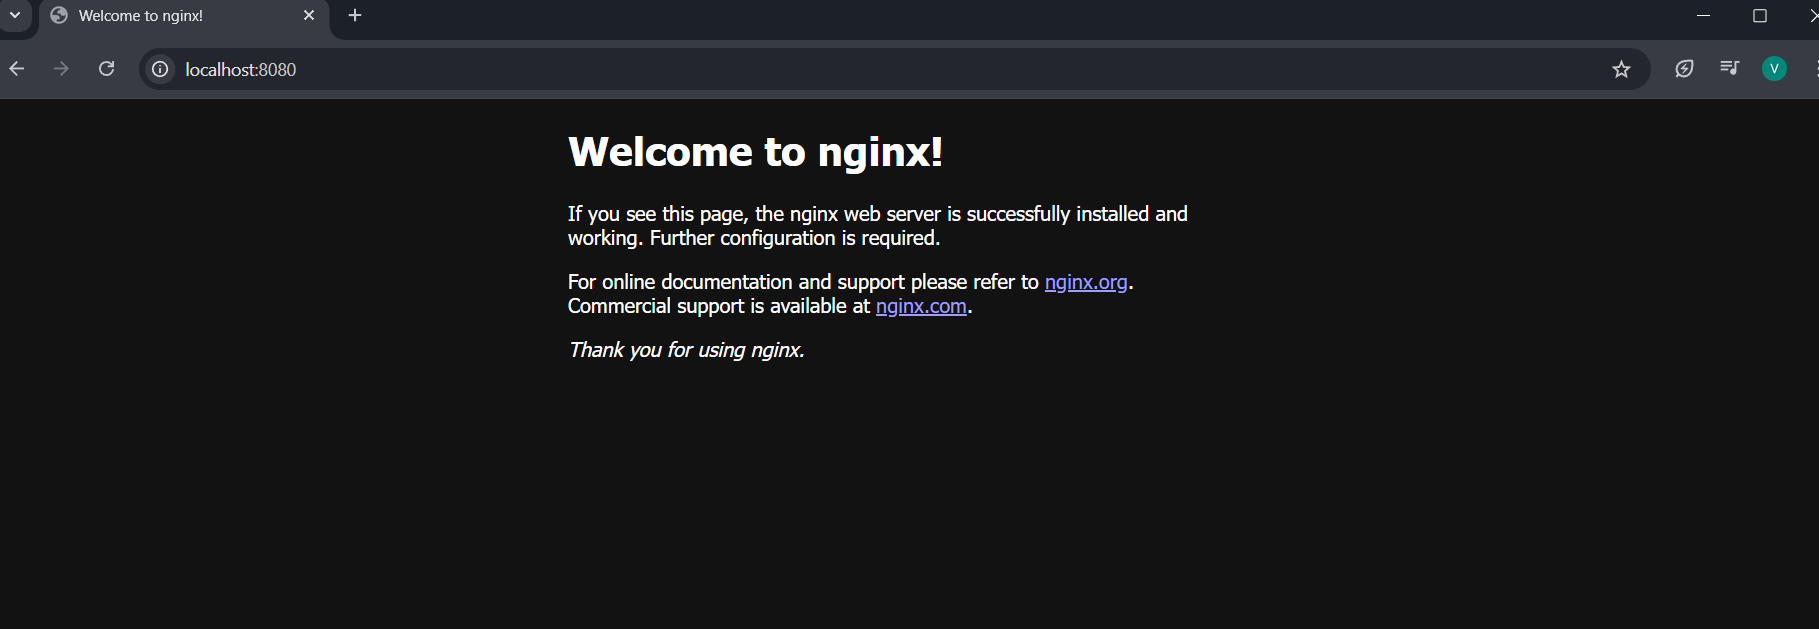 Welcome to nginx!
localhost:8080
V
Welcome to nginx!
If you see this page, the nginx web server is successfully installed and
working. Further configuration is required.
For online documentation and support please refer to nginx.org.
Commercial support is available at nginx.com.
Thank you for using nginx.